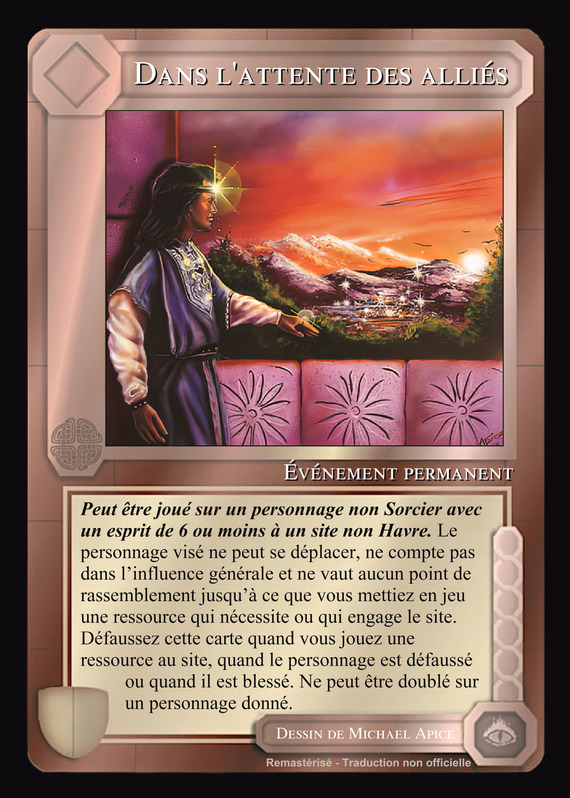 Dans l'attente des alliés
Événement permanent
Peut être joué sur un personnage non Sorcier avec
un esprit de 6 ou moins à un site non Havre. Le
personnage visé ne peut se déplacer, ne compte pas
dans l’influence générale et ne vaut aucun point de
rassemblement jusqu’à ce que vous mettiez en jeu
une ressource qui nécessite ou qui engage le site.
Défaussez cette carte quand vous jouez une
ressource au site, quand le personnage est défaussé
ou quand il est blessé. Ne peut être doublé sur
un personnage donné.
Dessin de Michael Apice
Remastérisé - Traduction non officielle